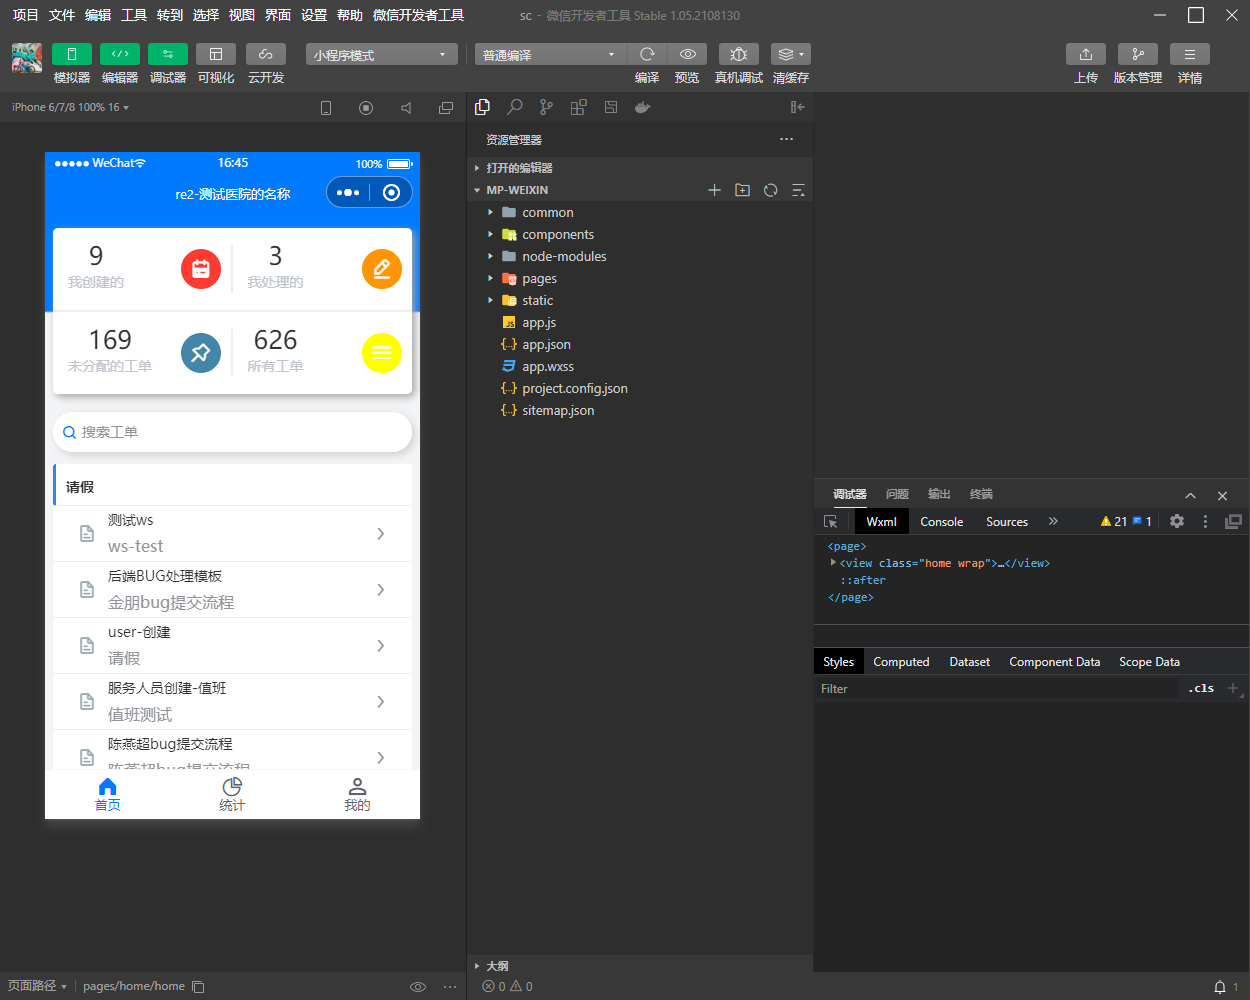 项目 文件 编辑 工具 转到 选择 视图 界面 设置 帮助 微信开发者工具
sc - 微信开发者工具 Stable 1.05.2108130
模拟器 编辑器 调试器 可视化 云开发
小程序模式
普通编译
编译 预览 真机调试 清缓存
上传 版本管理 详情
iPhone 6/7/8 100% 16
WeChat 16:45 100%
re2-测试医院的名称
9
我创建的
3
我处理的
169
未分配的工单
626
所有工单
搜索工单
请假
测试ws
ws-test
后端BUG处理模板
金朋bug提交流程
user-创建
请假
服务人员创建-值班
值班测试
陈燕超bug提交流程
陈燕超bug提交流程
首页 统计 我的
页面路径 pages/home/home
资源管理器
打开的编辑器
MP-WEIXIN
common
components
node-modules
pages
static
app.js
app.json
app.wxss
project.config.json
sitemap.json
大纲
0 0
调试器 问题 输出 终端
Wxml Console Sources 21 1
<page>
<view class="home wrap">…</view>
::after
</page>
Styles Computed Dataset Component Data Scope Data
Filter .cls
1